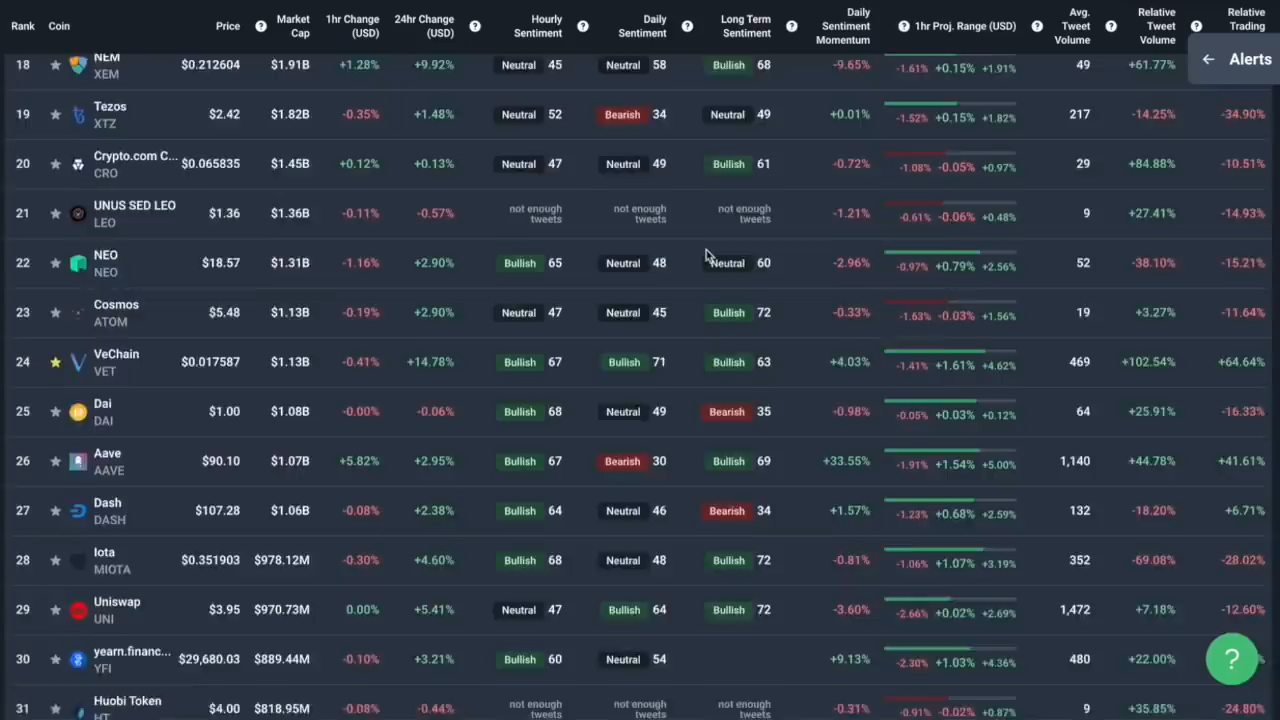 Rank Coin Price Market Cap 1hr Change (USD) 24hr Change (USD) Hourly Sentiment Daily Sentiment Long Term Sentiment Daily Sentiment Momentum 1hr Proj. Range (USD) Avg. Tweet Volume Relative Tweet Volume Relative Trading
← Alerts
18 NEM XEM $0.212604 $1.91B +1.28% +9.92% Neutral 45 Neutral 58 Bullish 68 -9.65% -1.61% +0.15% +1.91% 49 +61.77%
19 Tezos XTZ $2.42 $1.82B -0.35% +1.48% Neutral 52 Bearish 34 Neutral 49 +0.01% -1.52% +0.15% +1.82% 217 -14.25% -34.90%
20 Crypto.com C... CRO $0.065835 $1.45B +0.12% +0.13% Neutral 47 Neutral 49 Bullish 61 -0.72% -1.08% -0.05% +0.97% 29 +84.88% -10.51%
21 UNUS SED LEO LEO $1.36 $1.36B -0.11% -0.57% not enough tweets not enough tweets not enough tweets -1.21% -0.61% -0.06% +0.48% 9 +27.41% -14.93%
22 NEO NEO $18.57 $1.31B -1.16% +2.90% Bullish 65 Neutral 48 Neutral 60 -2.96% -0.97% +0.79% +2.56% 52 -38.10% -15.21%
23 Cosmos ATOM $5.48 $1.13B -0.19% +2.90% Neutral 47 Neutral 45 Bullish 72 -0.33% -1.63% -0.03% +1.56% 19 +3.27% -11.64%
24 VeChain VET $0.017587 $1.13B -0.41% +14.78% Bullish 67 Bullish 71 Bullish 63 +4.03% -1.41% +1.61% +4.62% 469 +102.54% +64.64%
25 Dai DAI $1.00 $1.08B -0.00% -0.06% Bullish 68 Neutral 49 Bearish 35 -0.98% -0.05% +0.03% +0.12% 64 +25.91% -16.33%
26 Aave AAVE $90.10 $1.07B +5.82% +2.95% Bullish 67 Bearish 30 Bullish 69 +33.55% -1.91% +1.54% +5.00% 1,140 +44.78% +41.61%
27 Dash DASH $107.28 $1.06B -0.08% +2.38% Bullish 64 Neutral 46 Bearish 34 +1.57% -1.23% +0.68% +2.59% 132 -18.20% +6.71%
28 Iota MIOTA $0.351903 $978.12M -0.30% +4.60% Bullish 68 Neutral 48 Bullish 72 -0.81% -1.06% +1.07% +3.19% 352 -69.08% -28.02%
29 Uniswap UNI $3.95 $970.73M 0.00% +5.41% Neutral 47 Bullish 64 Bullish 72 -3.60% -2.66% +0.02% +2.69% 1,472 +7.18% -12.60%
30 yearn.financ... YFI $29,680.03 $889.44M -0.10% +3.21% Bullish 60 Neutral 54 +9.13% -2.30% +1.03% +4.36% 480 +22.00%
31 Huobi Token HT $4.00 $818.95M -0.08% -0.44% not enough tweets not enough tweets not enough tweets -0.31% -0.91% -0.02% +0.87% 9 +35.85% -24.80%
?